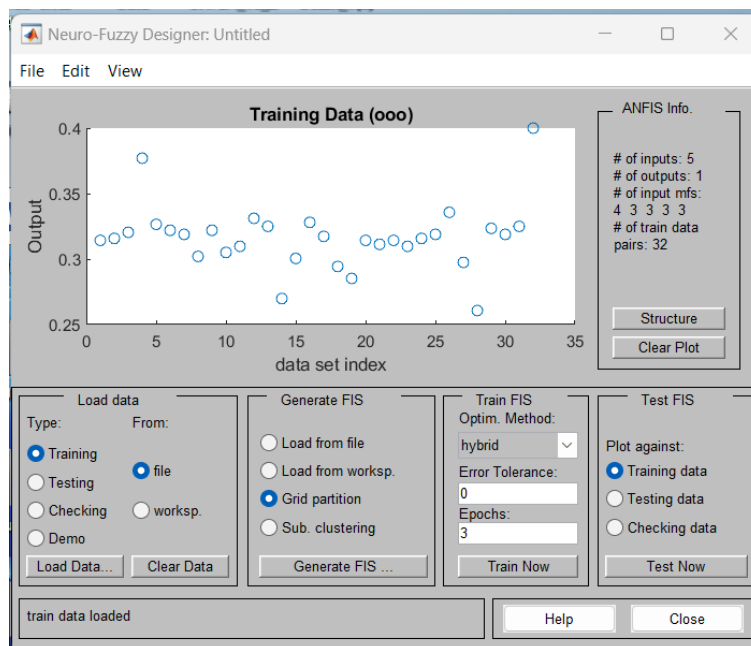 Neuro-Fuzzy Designer: Untitled
File Edit View
Training Data (ooo)
0.4
0.35
0.3
0.25
Output
0 5 10 15 20 25 30 35
data set index
ANFIS Info.
# of inputs: 5
# of outputs: 1
# of input mfs:
4 3 3 3 3
# of train data
pairs: 32
Structure
Clear Plot
Load data
Type: From:
Training
file
Testing
Checking
worksp.
Demo
Load Data... Clear Data
Generate FIS
Load from file
Load from worksp.
Grid partition
Sub. clustering
Generate FIS ...
Train FIS
Optim. Method:
hybrid
Error Tolerance:
0
Epochs:
3
Train Now
Test FIS
Plot against:
Training data
Testing data
Checking data
Test Now
train data loaded
Help Close